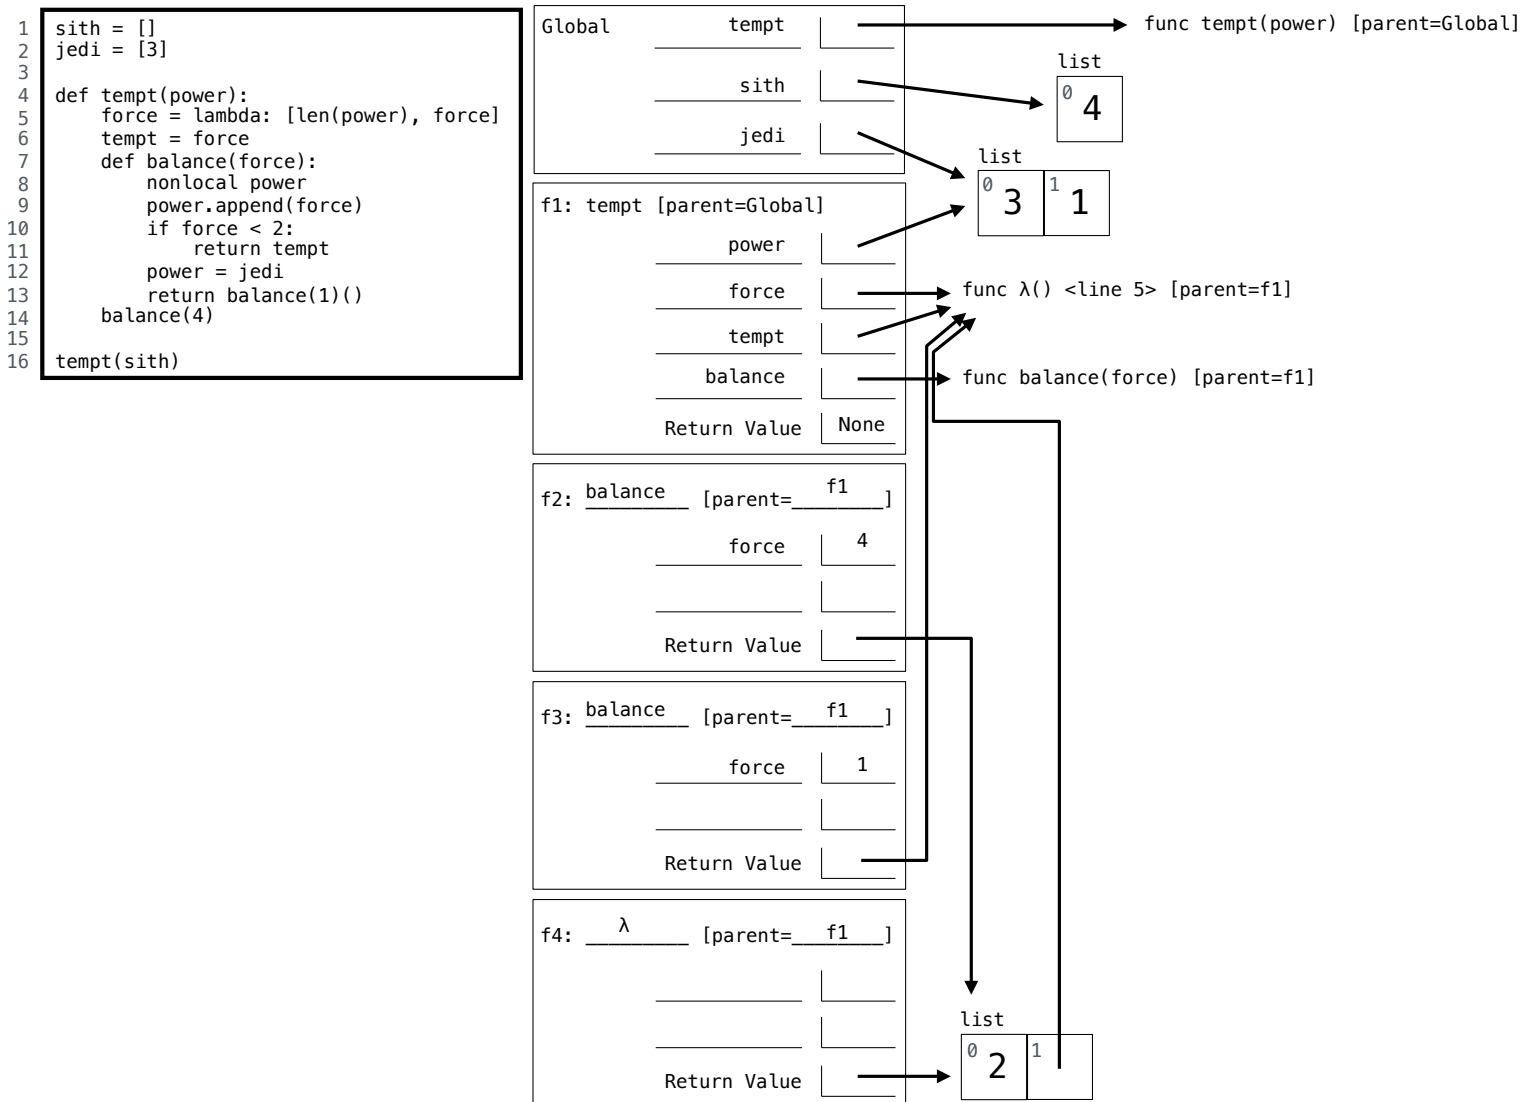 1 sith = []
2 jedi = [3]
3
4 def tempt(power):
5 force = lambda: [len(power), force]
6 tempt = force
7 def balance(force):
8 nonlocal power
9 power.append(force)
10 if force < 2:
11 return tempt
12 power = jedi
13 return balance(1)()
14 balance(4)
15
16 tempt(sith)
Global tempt
func tempt(power) [parent=Global]
sith
list
0 4
jedi
list
0 3 1 1
f1: tempt [parent=Global]
power
force
func λ() <line 5> [parent=f1]
tempt
balance
func balance(force) [parent=f1]
Return Value None
f2: balance [parent=f1]
force 4
Return Value
f3: balance [parent=f1]
force 1
Return Value
f4: λ [parent=f1]
list
0 2 1
Return Value